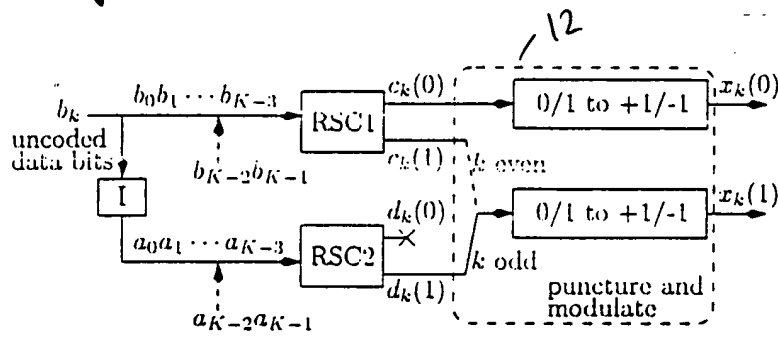 12
c_k(0)
x_k(0)
b_k
b_0b_1 ··· b_{K-3}
RSC1
0/1 to +1/-1
uncoded
data bits
c_k(1)
k even
b_{K-2}b_{K-1}
x_k(1)
I
d_k(0)
0/1 to +1/-1
a_0a_1 ··· a_{K-3}
RSC2
k odd
d_k(1)
puncture and
modulate
a_{K-2}a_{K-1}